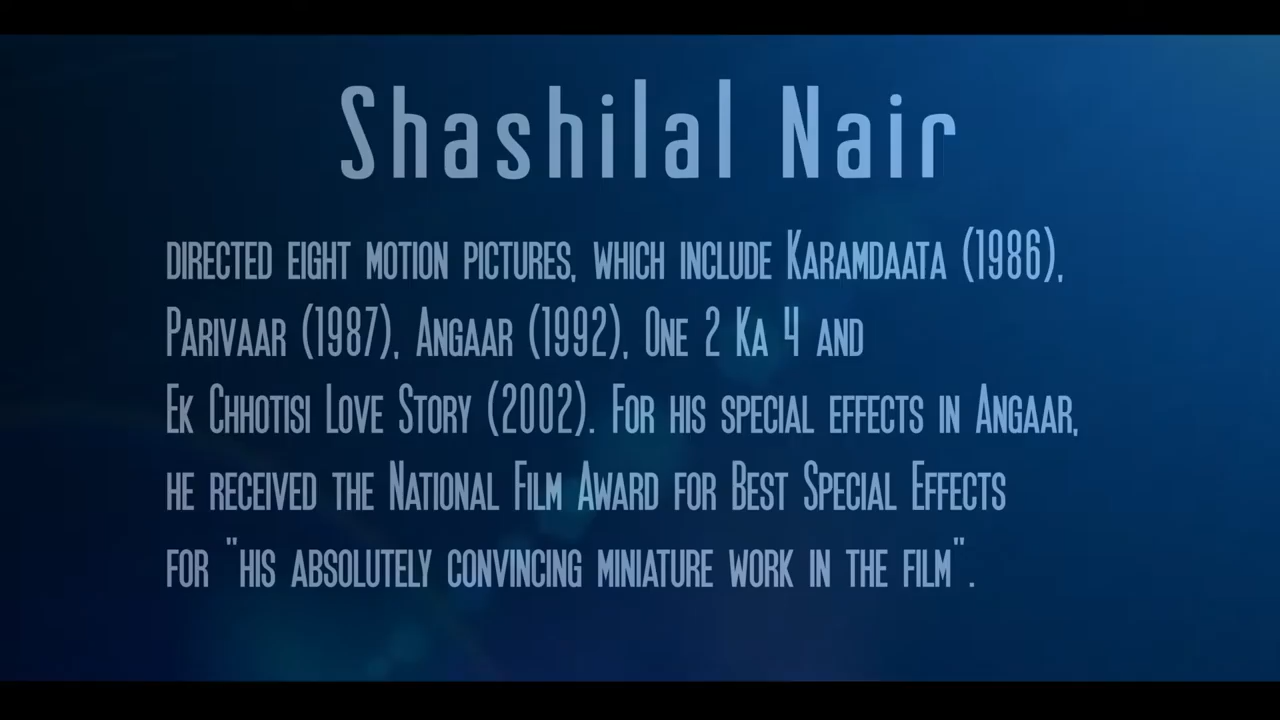 Shashilal Nair
DIRECTED EIGHT MOTION PICTURES, WHICH INCLUDE KARAMDAATA (1986),
PARIVAAR (1987), ANGAAR (1992), ONE 2 KA 4 AND
EK CHHOTISI LOVE STORY (2002). FOR HIS SPECIAL EFFECTS IN ANGAAR,
HE RECEIVED THE NATIONAL FILM AWARD FOR BEST SPECIAL EFFECTS
FOR "HIS ABSOLUTELY CONVINCING MINIATURE WORK IN THE FILM".